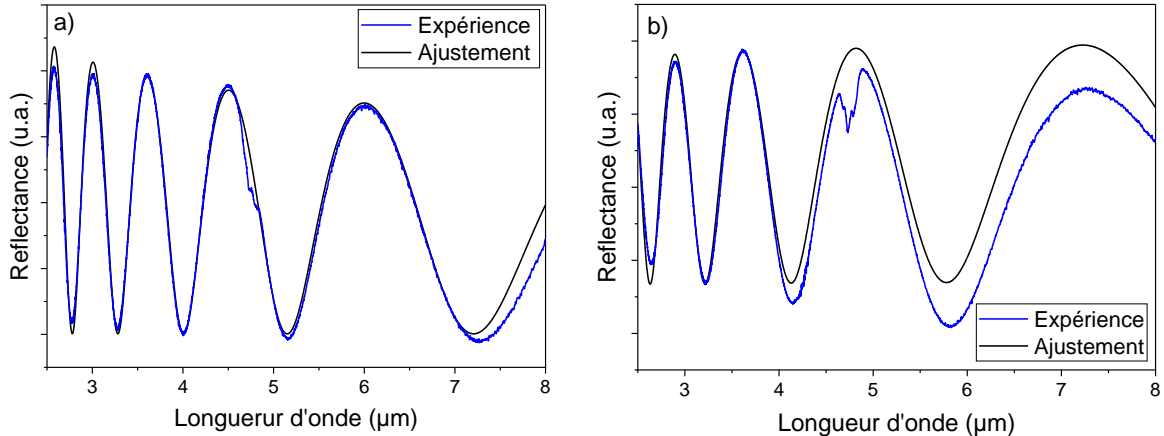 a)
Expérience
Ajustement
Reflectance (u.a.)
3 4 5 6 7 8
Longuerur d'onde (µm)
b)
Reflectance (u.a.)
Expérience
Ajustement
3 4 5 6 7 8
Longueur d'onde (µm)